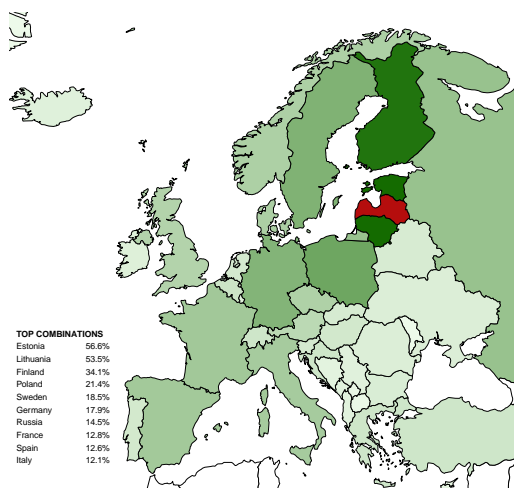 TOP COMBINATIONS
Estonia 56.6%
Lithuania 53.5%
Finland 34.1%
Poland 21.4%
Sweden 18.5%
Germany 17.9%
Russia 14.5%
France 12.8%
Spain 12.6%
Italy 12.1%